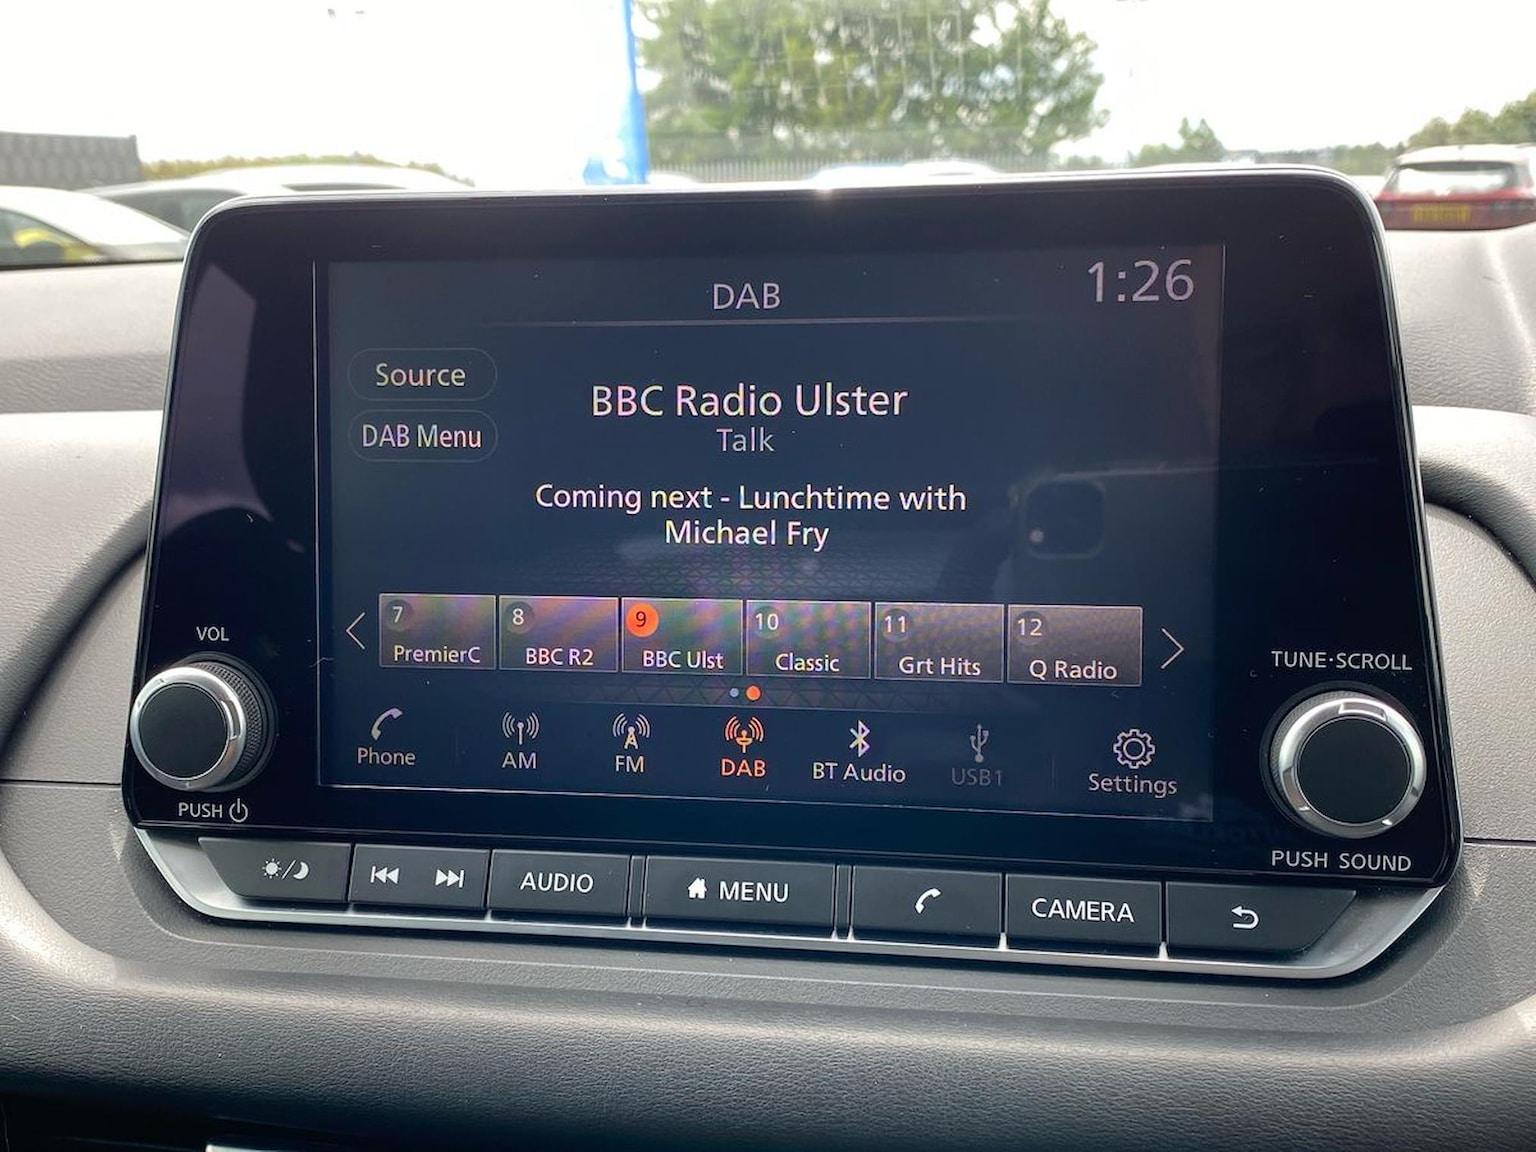 DAB
1:26
Source
DAB Menu
BBC Radio Ulster
Talk
Coming next - Lunchtime with
Michael Fry
7
PremierC
8
BBC R2
9
BBC Ulst
10
Classic
11
Grt Hits
12
Q Radio
Phone
AM
FM
DAB
BT Audio
USB1
Settings
VOL
PUSH
TUNE·SCROLL
PUSH SOUND
AUDIO
MENU
CAMERA